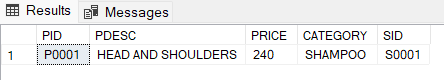 Results Messages
PID PDESC PRICE CATEGORY SID
1 P0001 HEAD AND SHOULDERS 240 SHAMPOO S0001